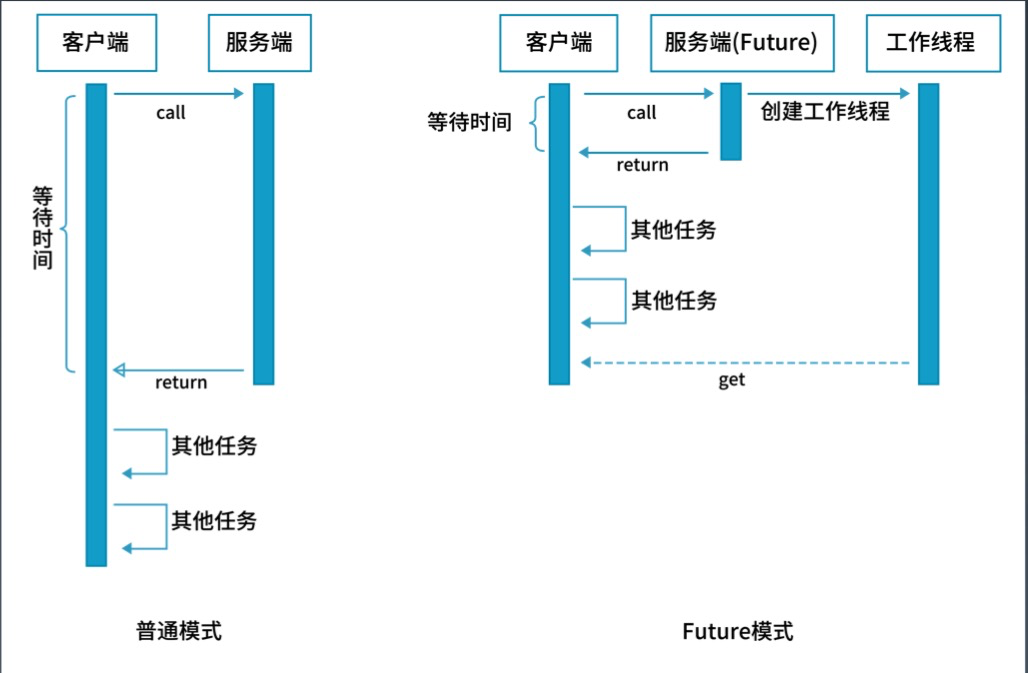 客户端
服务端
call
等待时间
return
其他任务
其他任务
普通模式
客户端
服务端(Future)
工作线程
等待时间
call
创建工作线程
return
其他任务
其他任务
get
Future模式